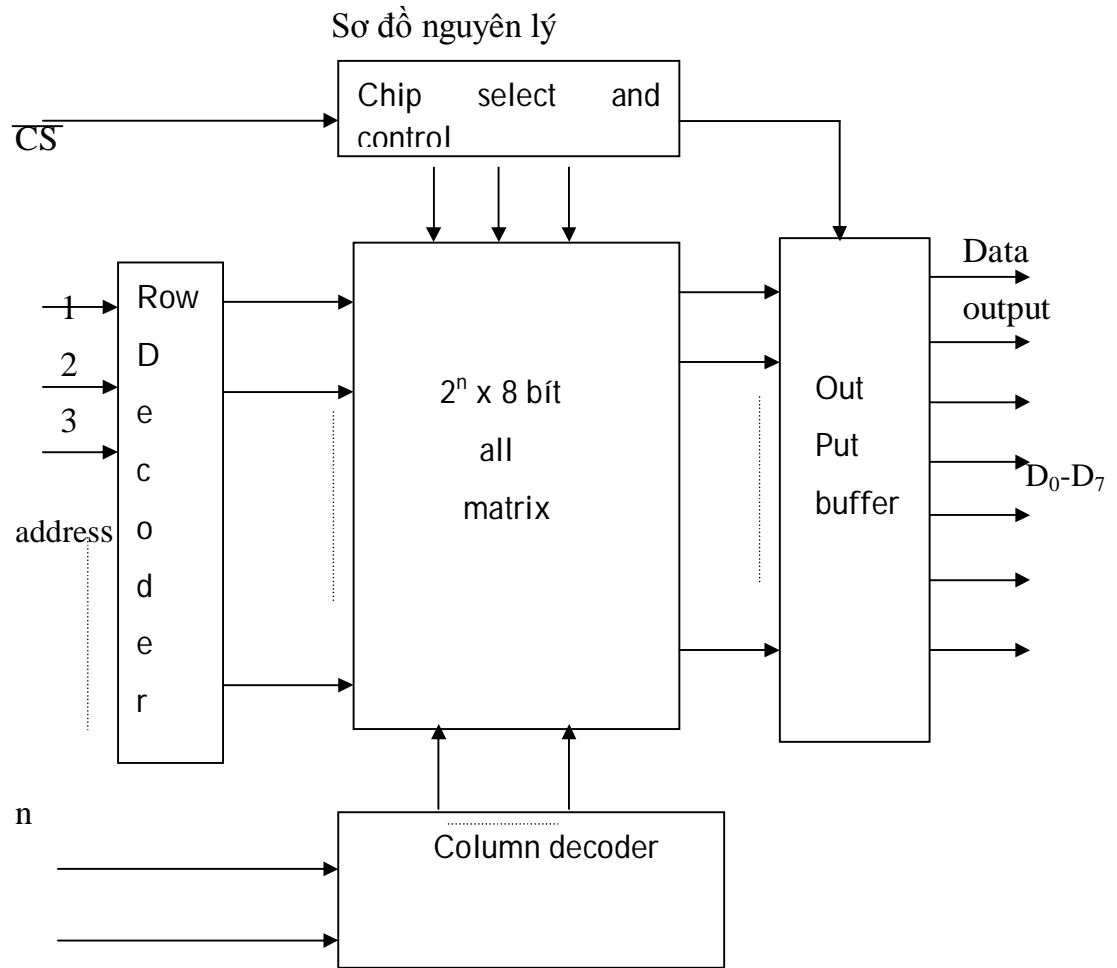 Sơ đồ nguyên lý
Chip select and
control
C̅S̅
Row
D
e
c
o
d
e
r
1
2
3
address
n
2ⁿ x 8 bít
all
matrix
Out
Put
buffer
Data
output
D₀-D₇
Column decoder